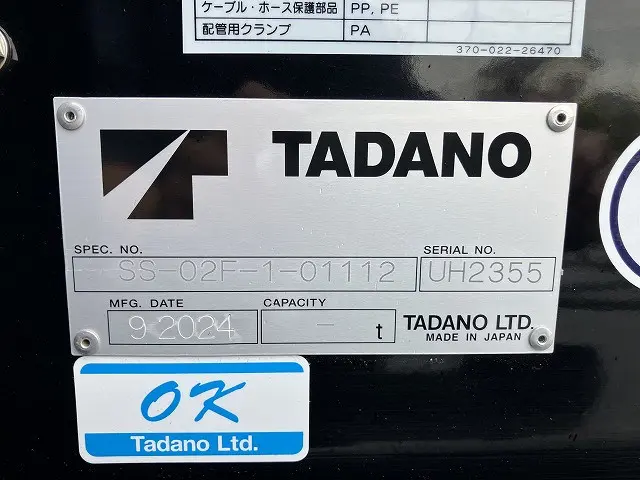 ケーブル・ホース保護部品 PP, PE
配管用クランプ PA
370-022-26470
TADANO
SPEC. NO. SERIAL NO.
SS-02F-1-01112 UH2355
MFG. DATE CAPACITY
9 2024 - t TADANO LTD.
MADE IN JAPAN
OK
Tadano Ltd.